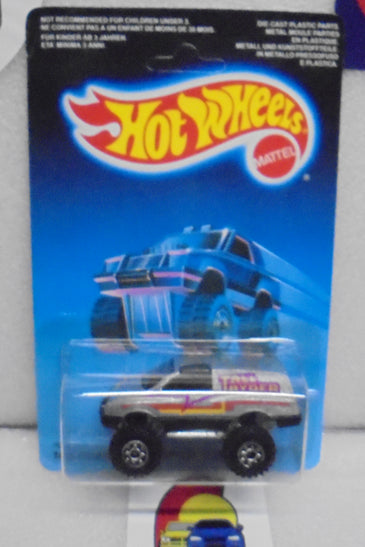 NOT RECOMMENDED FOR CHILDREN UNDER 3.
NE CONVIENT PAS A UN ENFANT DE MOINS DE 36 MOIS.
FÜR KINDER AB 3 JAHREN.
ETA' MINIMA 3 ANNI.
DIE-CAST PLASTIC PARTS
METAL MOULE PARTIES
EN PLASTIQUE
METALL UND KUNSTSTOFFTEILE
IN METALLO PRESSOFUSO
E PLASTICA
HOT WHEELS
MATTEL
®
TALL
RYDER